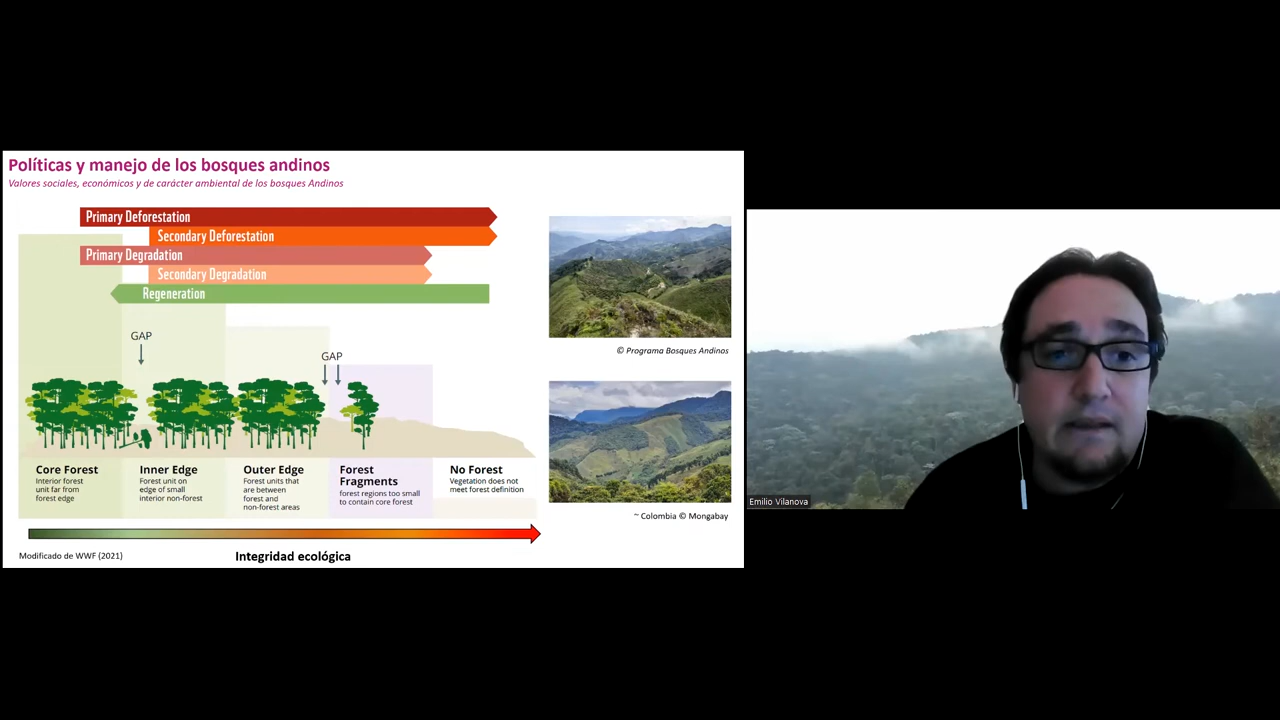 Políticas y manejo de los bosques andinos
Valores sociales, económicos y de carácter ambiental de los bosques Andinos
Primary Deforestation
Secondary Deforestation
Primary Degradation
Secondary Degradation
Regeneration
GAP
GAP
Core Forest
Interior forest
unit far from
forest edge
Inner Edge
Forest unit on
edge of small
interior non-forest
Outer Edge
Forest units that
are between
forest and
non-forest areas
Forest
Fragments
forest regions too small
to contain core forest
No Forest
Vegetation does not
meet forest definition
Modificado de WWF (2021)
Integridad ecológica
© Programa Bosques Andinos
~ Colombia © Mongabay
Emilio Vilanova